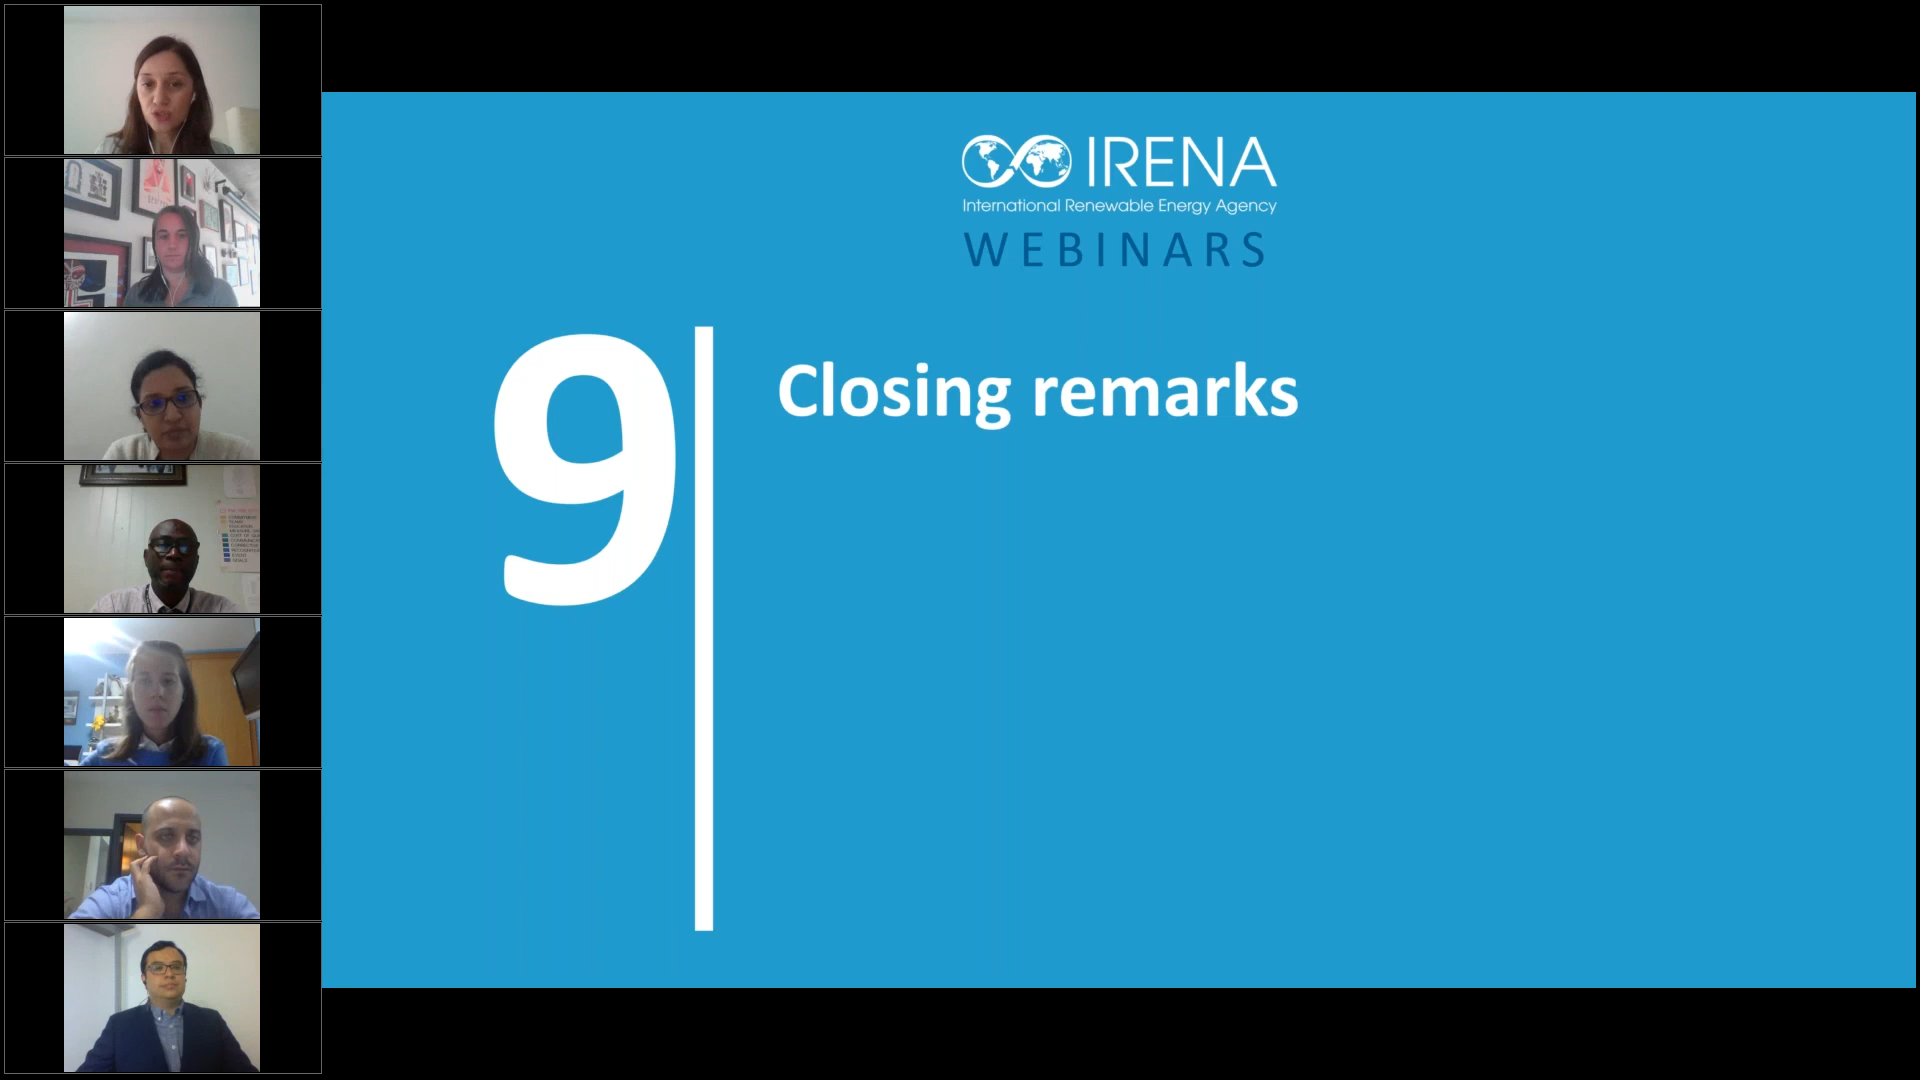 IRENA
International Renewable Energy Agency
WEBINARS
9
Closing remarks